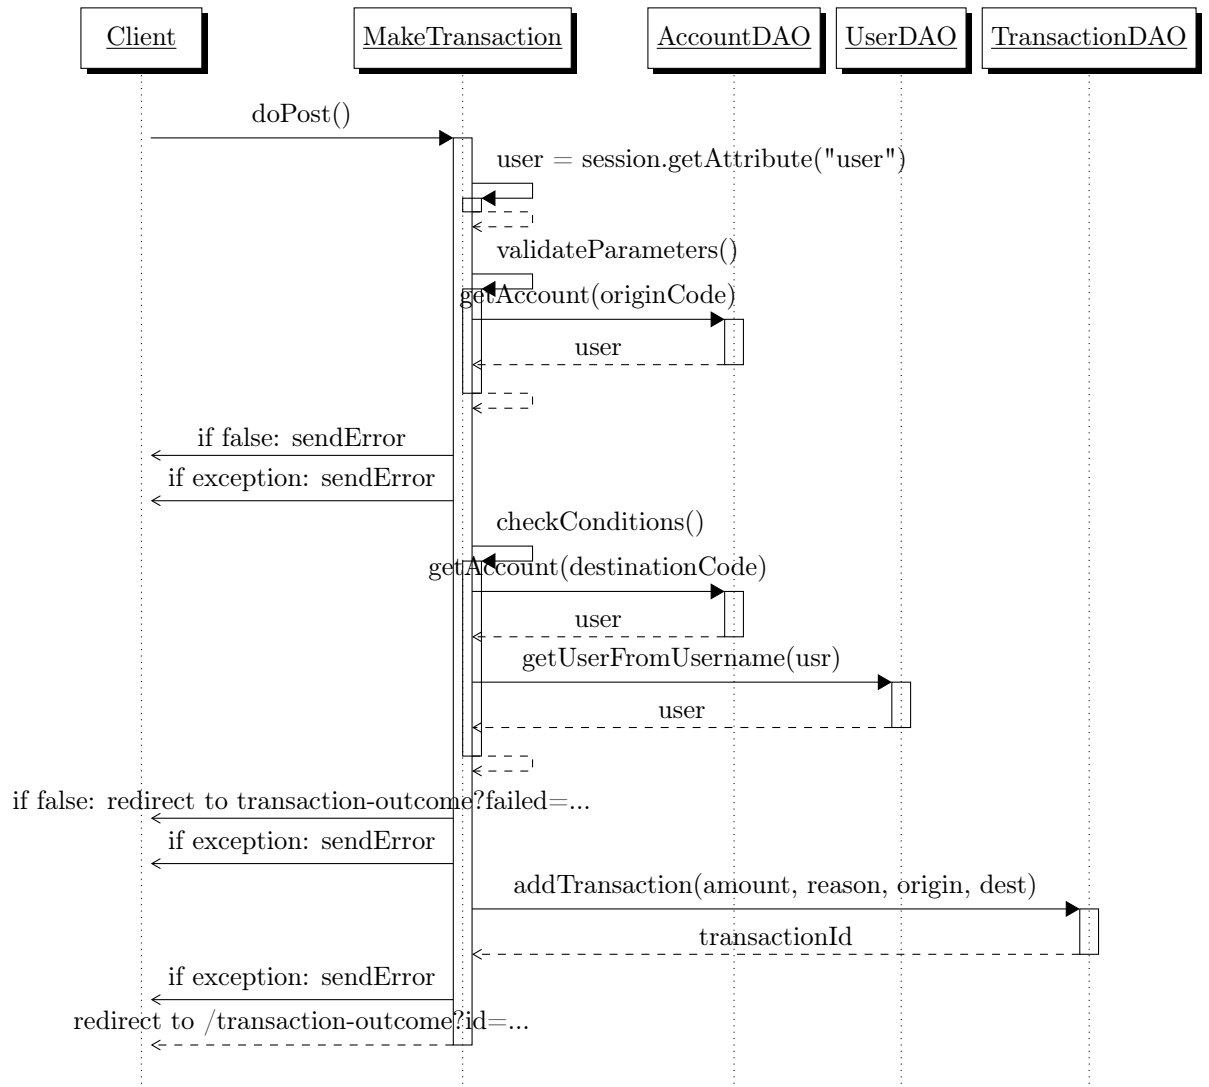 Client
MakeTransaction
AccountDAO
UserDAO
TransactionDAO
doPost()
user = session.getAttribute("user")
validateParameters()
getAccount(originCode)
user
if false: sendError
if exception: sendError
checkConditions()
getAccount(destinationCode)
user
getUserFromUsername(usr)
user
if false: redirect to transaction-outcome?failed=...
if exception: sendError
addTransaction(amount, reason, origin, dest)
transactionId
if exception: sendError
redirect to /transaction-outcome?id=...